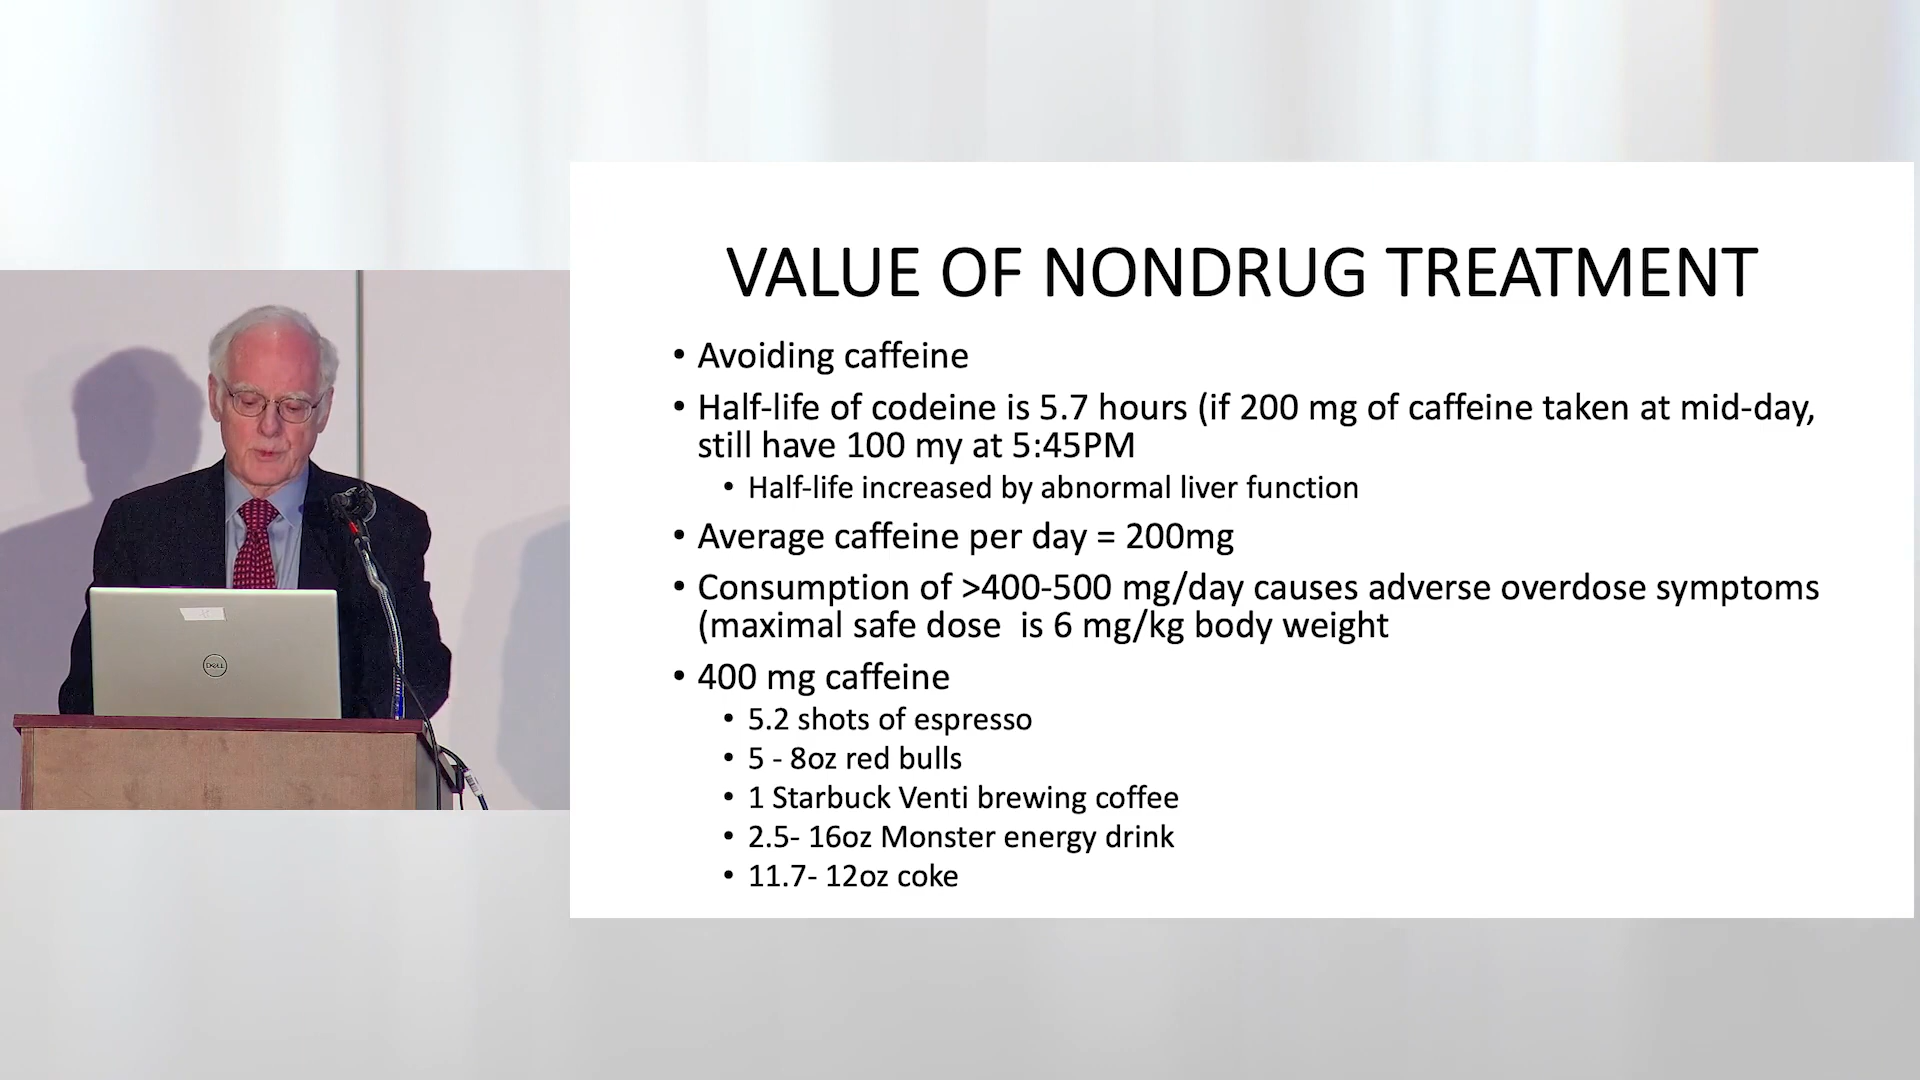 VALUE OF NONDRUG TREATMENT
• Avoiding caffeine
• Half-life of codeine is 5.7 hours (if 200 mg of caffeine taken at mid-day,
still have 100 my at 5:45PM
• Half-life increased by abnormal liver function
• Average caffeine per day = 200mg
• Consumption of >400-500 mg/day causes adverse overdose symptoms
(maximal safe dose  is 6 mg/kg body weight
• 400 mg caffeine
• 5.2 shots of espresso
• 5 - 8oz red bulls
• 1 Starbuck Venti brewing coffee
• 2.5- 16oz Monster energy drink
• 11.7- 12oz coke
DELL